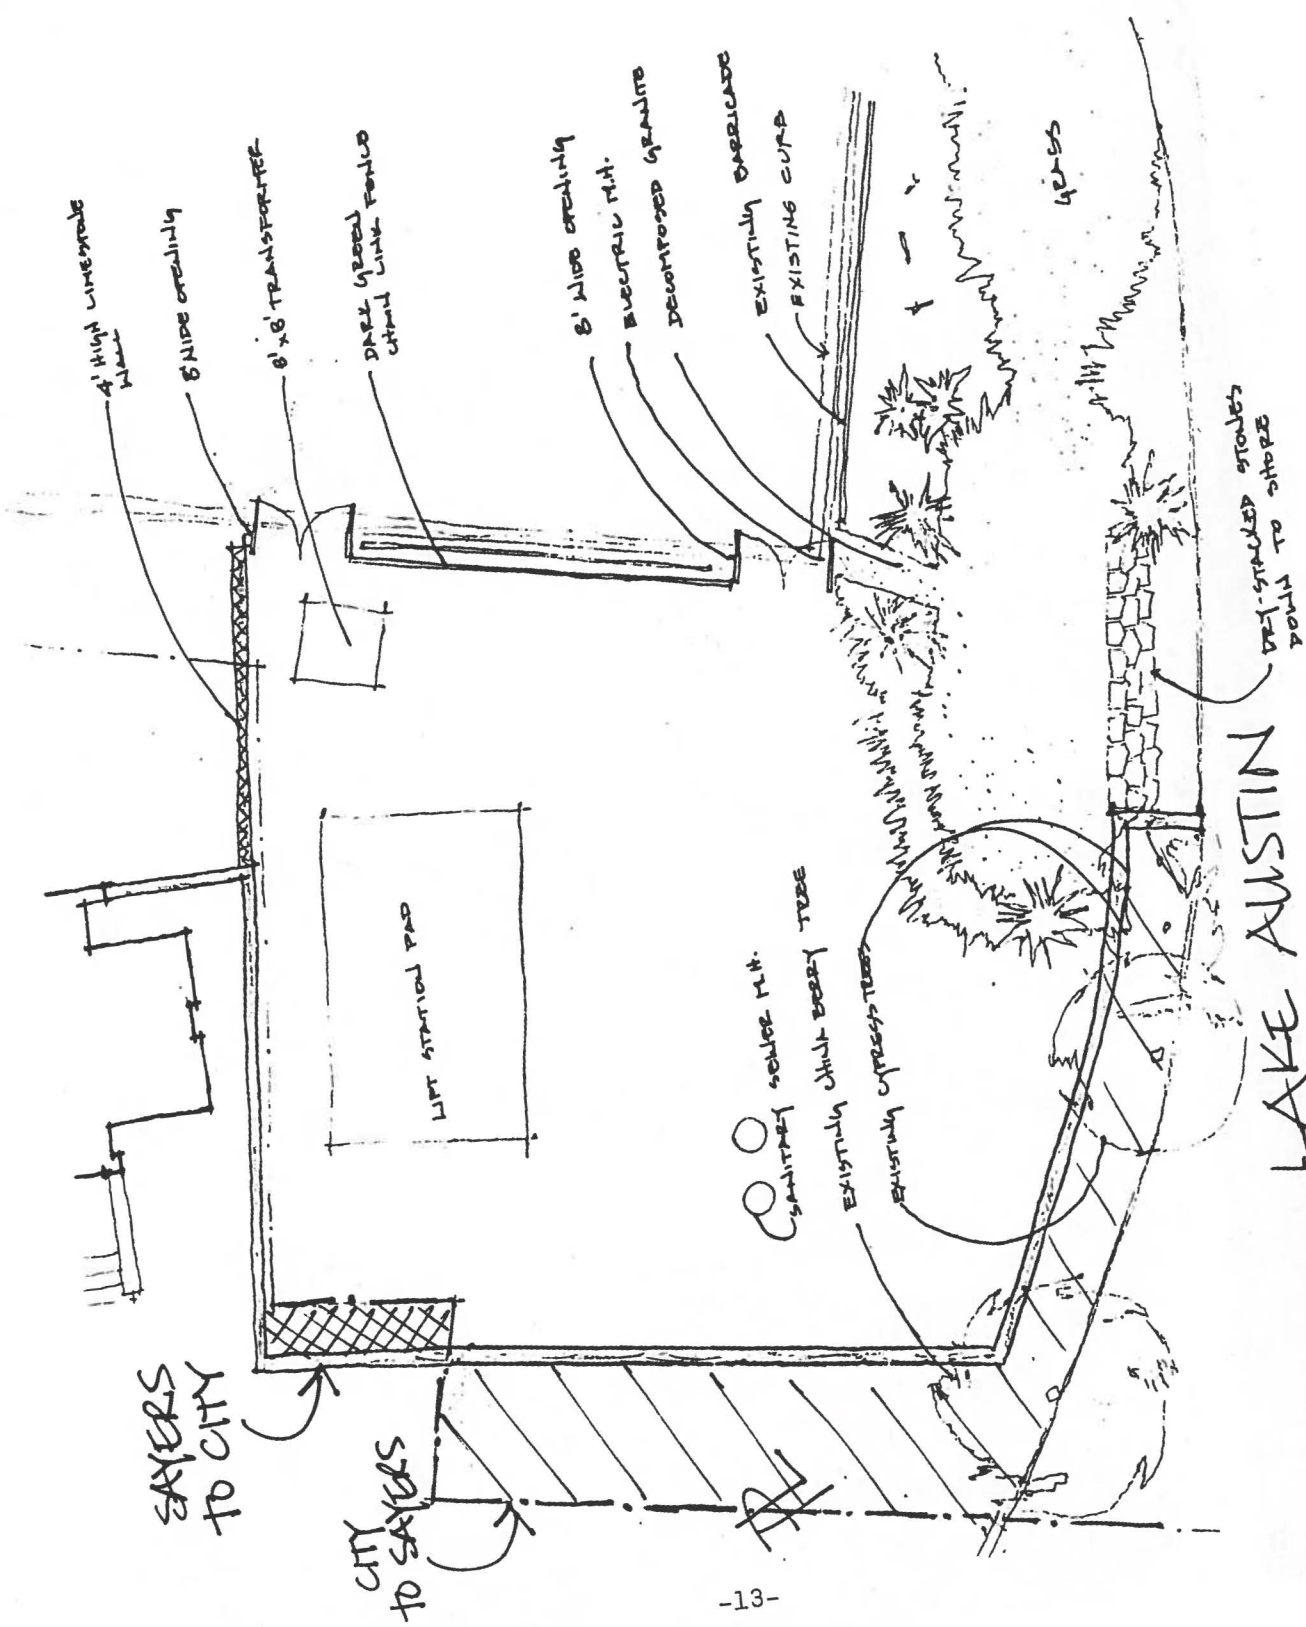 4' HIGH LIMESTONE
WALL
8' WIDE OPENING
8' x 8' TRANSFORMER
DARK GREEN
CHAIN LINK FENCE
8' WIDE OPENING
ELECTRIC M.H.
DECOMPOSED GRANITE
EXISTING BARRICADE
EXISTING CURB
GRASS
DRY-STACKED STONES
DOWN TO SHORE
LIFT STATION PAD
SANITARY SEWER M.H.
EXISTING CHINA BERRY TREE
EXISTING CYPRESS TREES
LAKE AUSTIN
SAYERS
TO CITY
CITY
TO SAYERS
-13-